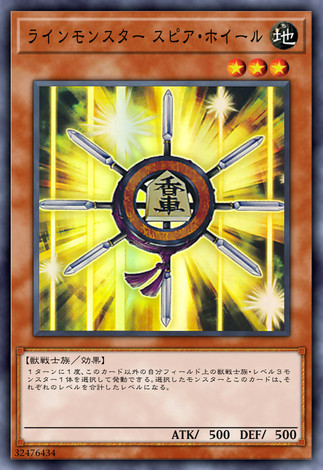 ラインモンスター スピア・ホイール
地
香車
【獣戦士族／効果】
１ターンに１度、このカード以外の自分フィールド上の獣戦士族・レベル３モ
ンスター１体を選択して発動できる。選択したモンスターとこのカードは、そ
れぞれのレベルを合計したレベルになる。
ATK/ 500 DEF/ 500
32476434